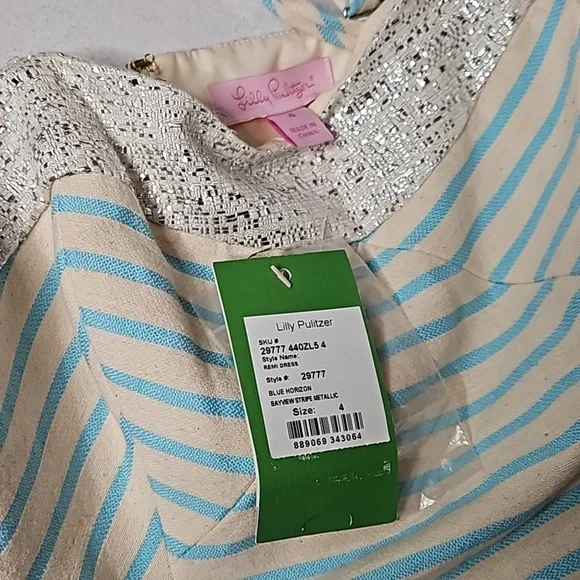 Lilly Pulitzer
4
MADE IN
CHINA
Lilly Pulitzer
SKU #
29777 440ZL5 4
Style Name:
REMI DRESS
Style #: 29777
BLUE HORIZON
BAYVIEW STRIPE METALLIC
Size: 4
889069 343064